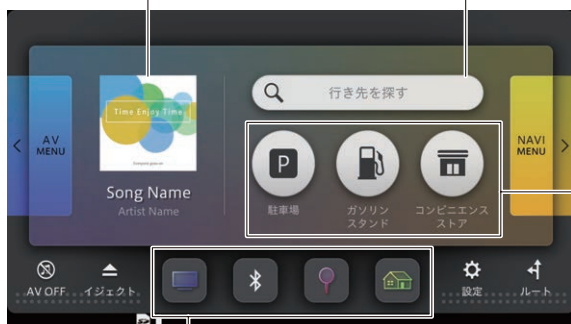 行き先を探す
Time Enjoy Time
AV
MENU
NAVI
MENU
P
Song Name
Artist Name
駐車場
ガソリン
スタンド
コンビニエンス
ストア
AV OFF
イジェクト
設定
ルート